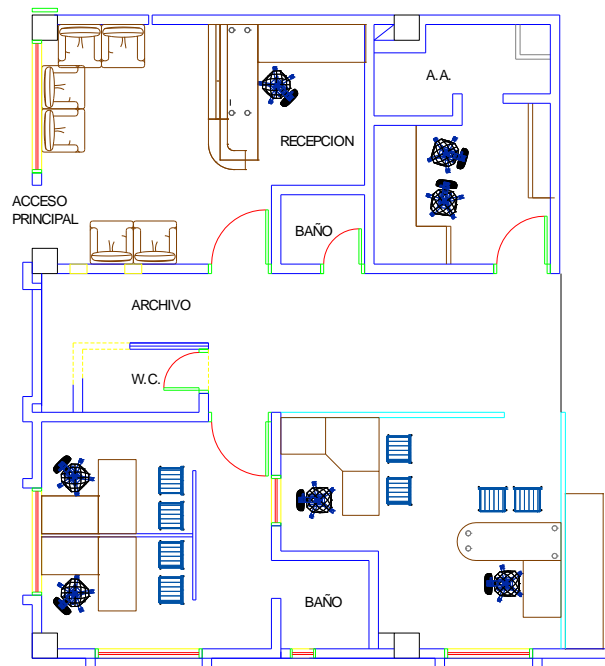 A.A.
RECEPCION
ACCESO
PRINCIPAL
BAÑO
ARCHIVO
W.C.
BAÑO